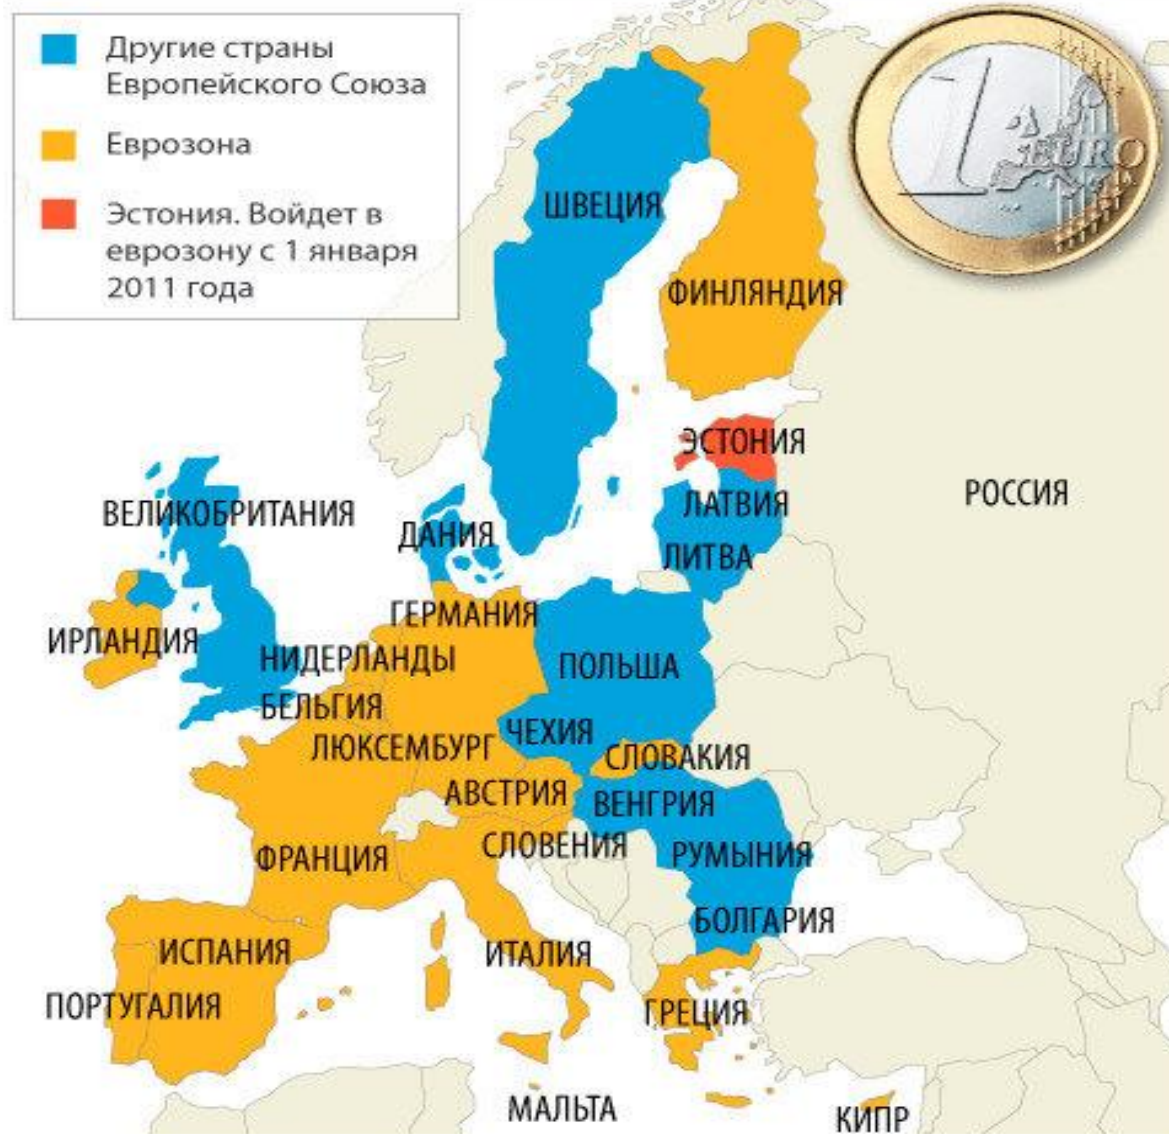 Другие страны
Европейского Союза
Еврозона
Эстония. Войдет в
еврозону с 1 января
2011 года
1
EURO
ШВЕЦИЯ
ФИНЛЯНДИЯ
ЭСТОНИЯ
РОССИЯ
ЛАТВИЯ
ВЕЛИКОБРИТАНИЯ
ДАНИЯ
ЛИТВА
ГЕРМАНИЯ
ИРЛАНДИЯ
НИДЕРЛАНДЫ
ПОЛЬША
БЕЛЬГИЯ
ЧЕХИЯ
ЛЮКСЕМБУРГ
СЛОВАКИЯ
АВСТРИЯ
ВЕНГРИЯ
СЛОВЕНИЯ
ФРАНЦИЯ
РУМЫНИЯ
БОЛГАРИЯ
ИСПАНИЯ
ИТАЛИЯ
ПОРТУГАЛИЯ
ГРЕЦИЯ
МАЛЬТА
КИПР